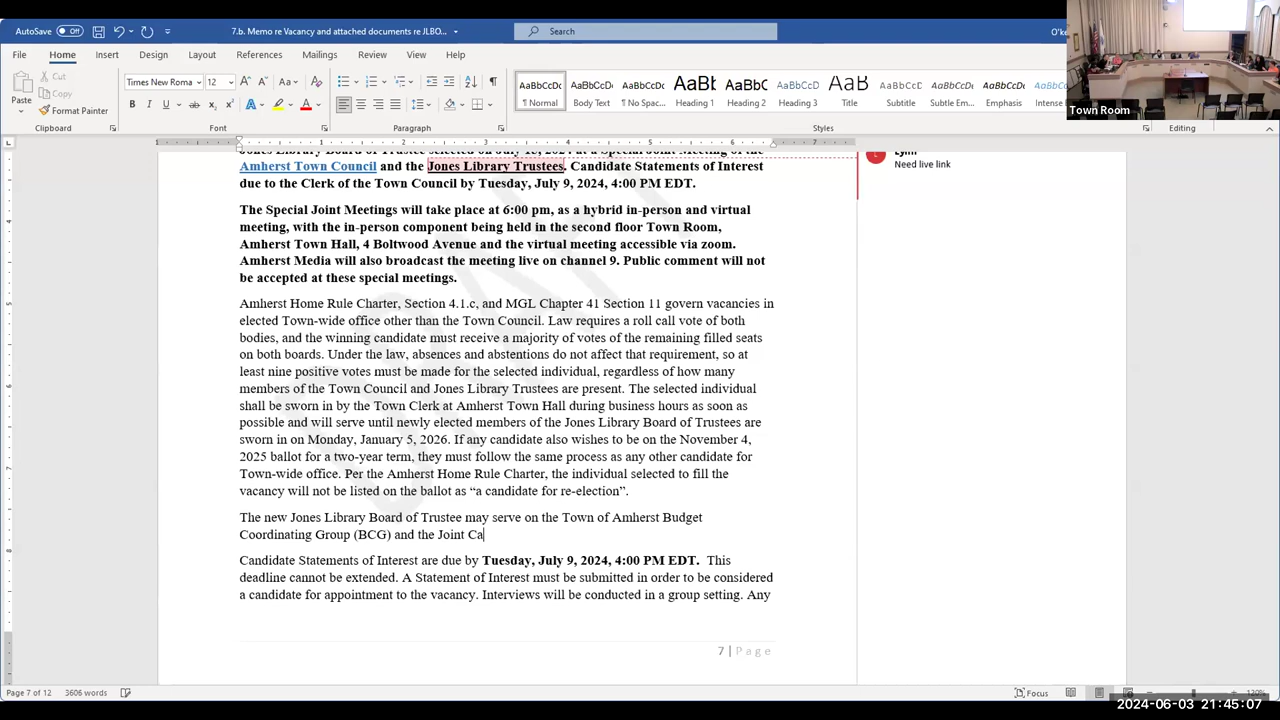 AutoSave Off 7.b. Memo re Vacancy and attached documents re JLBO... Search O'ke
File Home Insert Design Layout References Mailings Review View Help
Paste Cut Copy Format Painter
Times New Roma 12
AaBbCcDc AaBbCcDc AaBbCcDc AaBb( AaBbCc AaBbCcD AaB AaBbCcD AaBbCcDc AaBbCcDc AaBbCcDc
¶ Normal Body Text ¶ No Spac... Heading 1 Heading 2 Heading 3 Title Subtitle Subtle Em... Emphasis Intense
Clipboard Font Paragraph Styles Editing
Town Room
Amherst Town Council and the Jones Library Trustees. Candidate Statements of Interest
due to the Clerk of the Town Council by Tuesday, July 9, 2024, 4:00 PM EDT.
Need live link
The Special Joint Meetings will take place at 6:00 pm, as a hybrid in-person and virtual
meeting, with the in-person component being held in the second floor Town Room,
Amherst Town Hall, 4 Boltwood Avenue and the virtual meeting accessible via zoom.
Amherst Media will also broadcast the meeting live on channel 9. Public comment will not
be accepted at these special meetings.
Amherst Home Rule Charter, Section 4.1.c, and MGL Chapter 41 Section 11 govern vacancies in
elected Town-wide office other than the Town Council. Law requires a roll call vote of both
bodies, and the winning candidate must receive a majority of votes of the remaining filled seats
on both boards. Under the law, absences and abstentions do not affect that requirement, so at
least nine positive votes must be made for the selected individual, regardless of how many
members of the Town Council and Jones Library Trustees are present. The selected individual
shall be sworn in by the Town Clerk at Amherst Town Hall during business hours as soon as
possible and will serve until newly elected members of the Jones Library Board of Trustees are
sworn in on Monday, January 5, 2026. If any candidate also wishes to be on the November 4,
2025 ballot for a two-year term, they must follow the same process as any other candidate for
Town-wide office. Per the Amherst Home Rule Charter, the individual selected to fill the
vacancy will not be listed on the ballot as “a candidate for re-election”.
The new Jones Library Board of Trustee may serve on the Town of Amherst Budget
Coordinating Group (BCG) and the Joint Ca
Candidate Statements of Interest are due by Tuesday, July 9, 2024, 4:00 PM EDT. This
deadline cannot be extended. A Statement of Interest must be submitted in order to be considered
a candidate for appointment to the vacancy. Interviews will be conducted in a group setting. Any
7 | Page
Page 7 of 12 3606 words Focus
2024-06-03 21:45:07